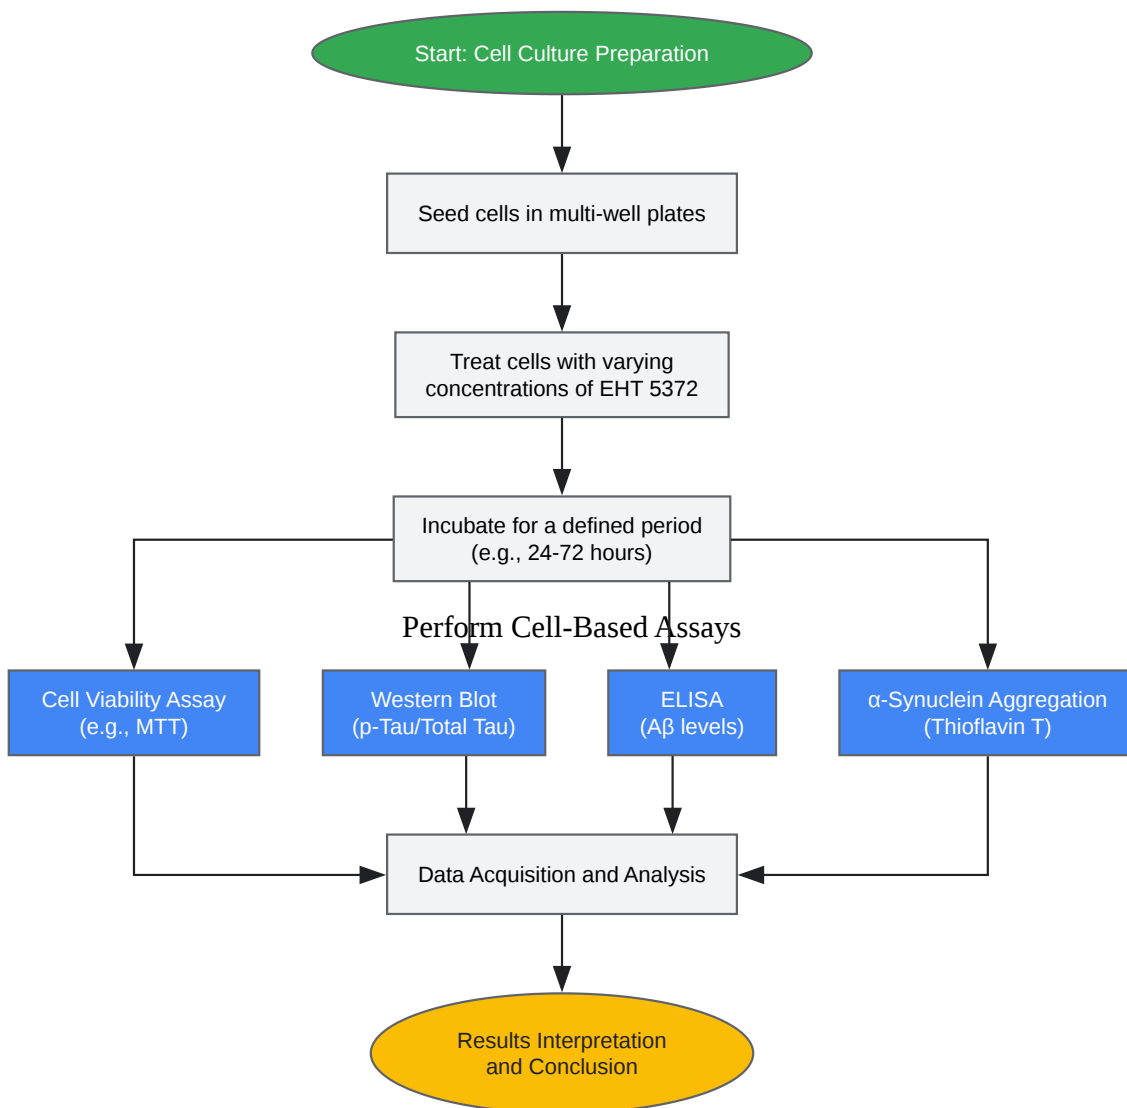 Start: Cell Culture Preparation
Seed cells in multi-well plates
Treat cells with varying
concentrations of EHT 5372
Incubate for a defined period
(e.g., 24-72 hours)
Perform Cell-Based Assays
Cell Viability Assay
(e.g., MTT)
Western Blot
(p-Tau/Total Tau)
ELISA
(Aβ levels)
α-Synuclein Aggregation
(Thioflavin T)
Data Acquisition and Analysis
Results Interpretation
and Conclusion